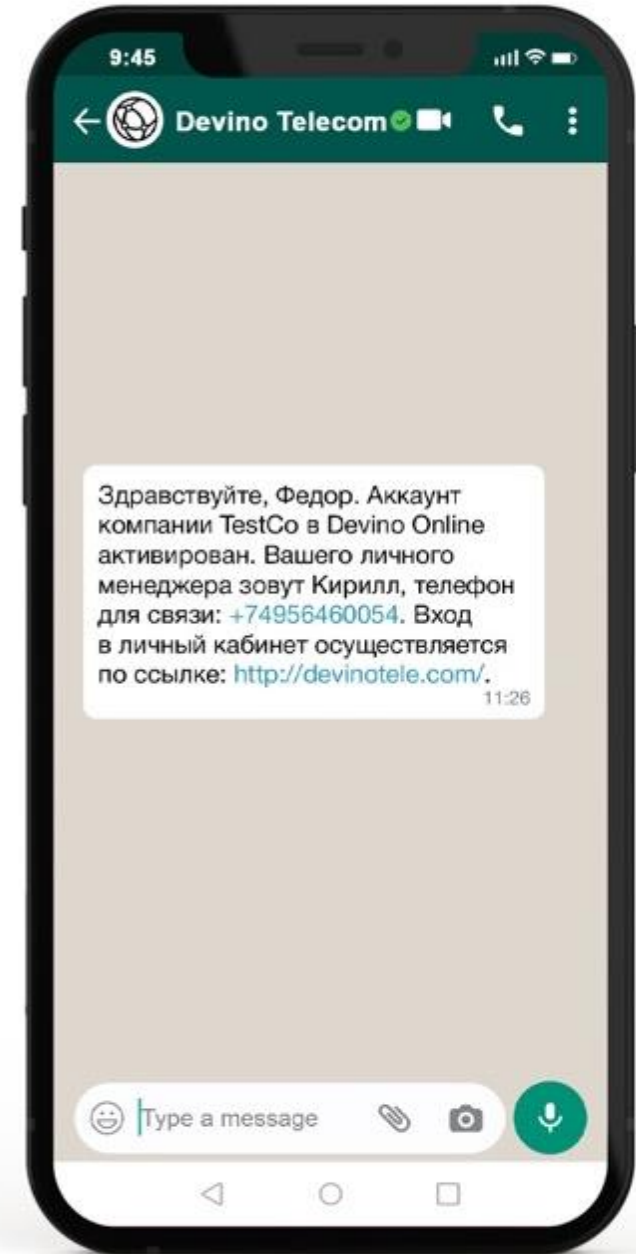 9:45
Devino Telecom
Здравствуйте, Федор. Аккаунт
компании TestCo в Devino Online
активирован. Вашего личного
менеджера зовут Кирилл, телефон
для связи: +74956460054. Вход
в личный кабинет осуществляется
по ссылке: http://devinotele.com/.
11:26
Type a message